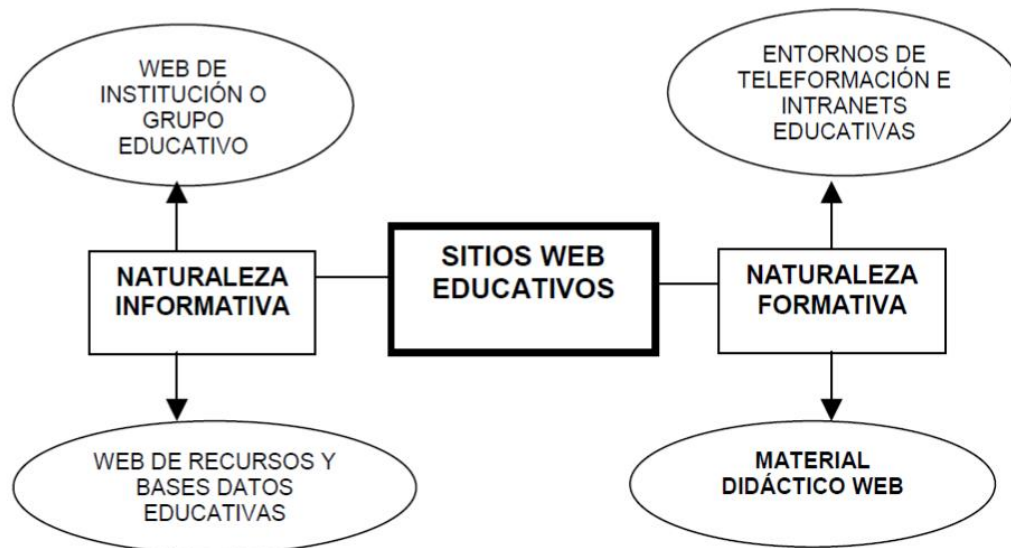 WEB DE
INSTITUCIÓN O
GRUPO
EDUCATIVO
ENTORNOS DE
TELEFORMACIÓN E
INTRANETS
EDUCATIVAS
NATURALEZA
INFORMATIVA
SITIOS WEB
EDUCATIVOS
NATURALEZA
FORMATIVA
WEB DE RECURSOS Y
BASES DATOS
EDUCATIVAS
MATERIAL
DIDÁCTICO WEB